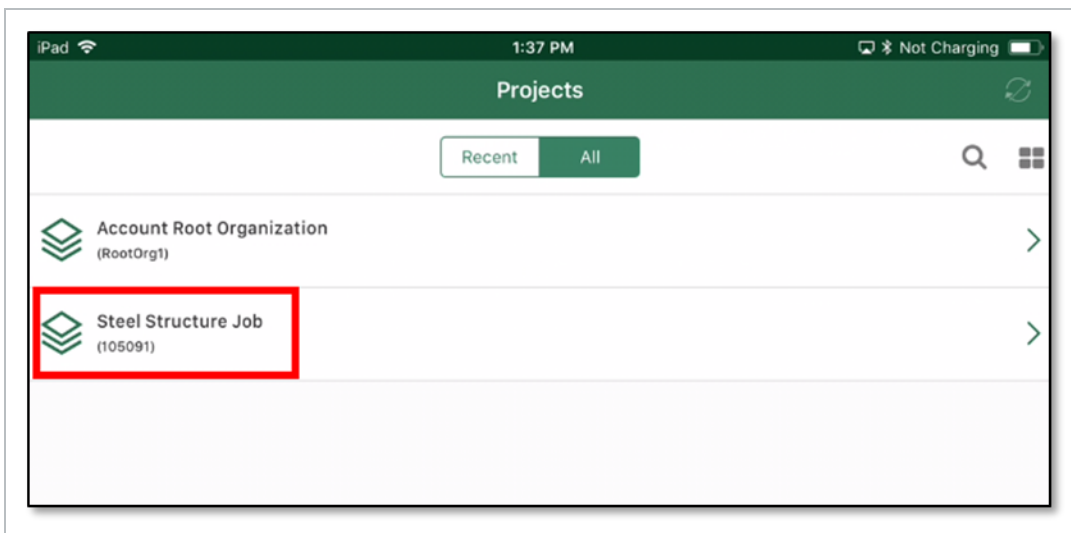 iPad 1:37 PM Not Charging
Projects
Recent All
Account Root Organization
(RootOrg1)
Steel Structure Job
(105091)